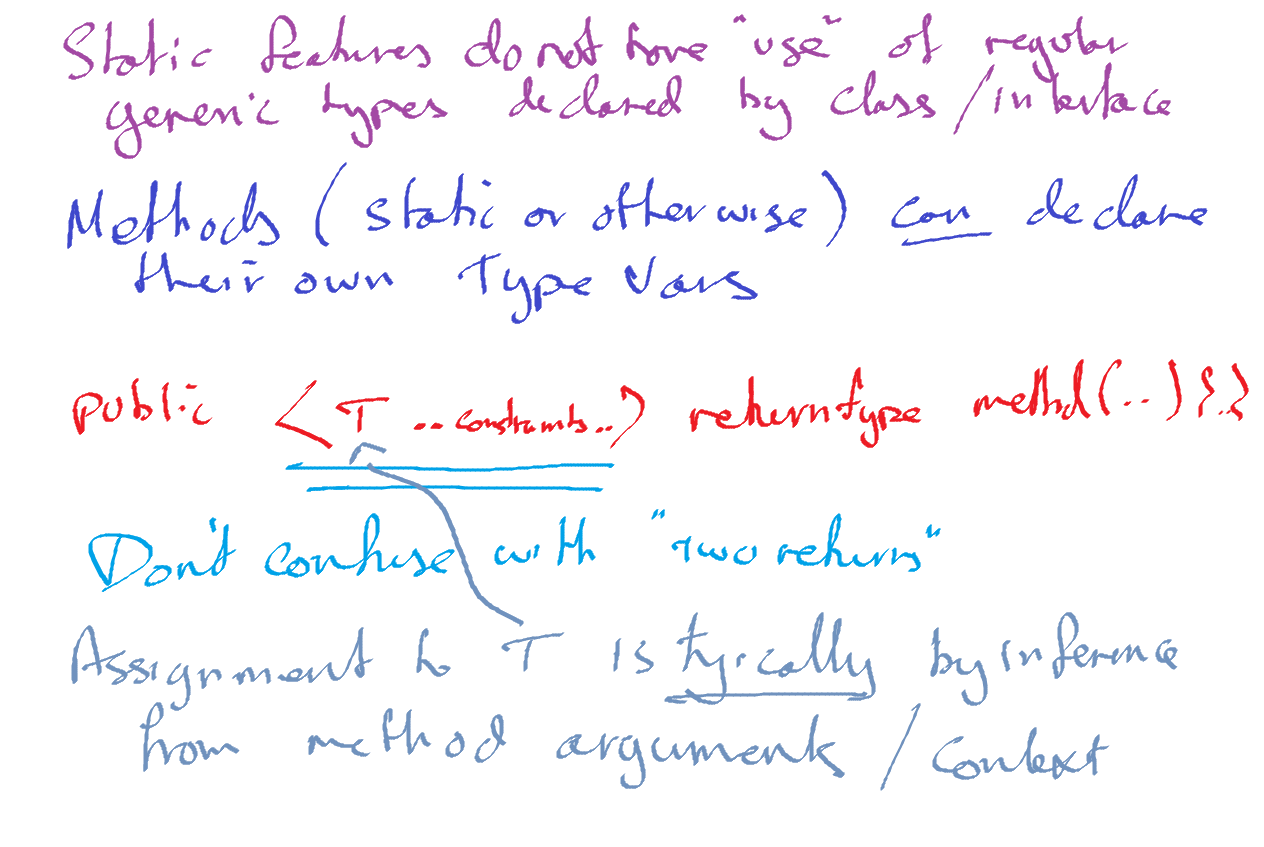 Static features do not have "use" of regular
generic types declared by class/interface
Methods (static or otherwise) can declare
their own Type Vars
public <T ..constraints..> returntype method(..){..}
Don't confuse with "two returns"
Assignment to T is typically by inference
from method arguments / context